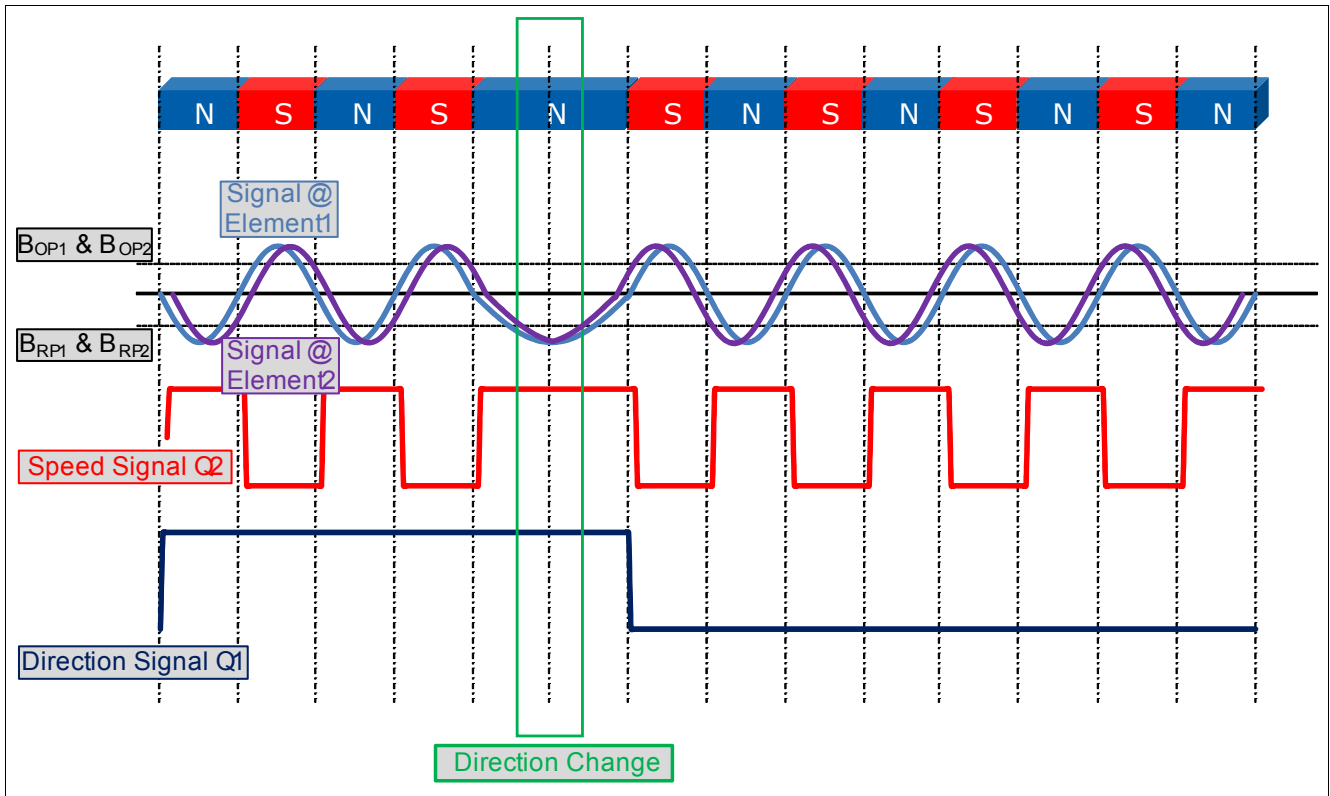 N S N S N S N S N S N S N
Signal @
Element1
BOP1 & BOP2
BRP1 & BRP2
Signal @
Element2
Speed Signal Q2
Direction Signal Q1
Direction Change